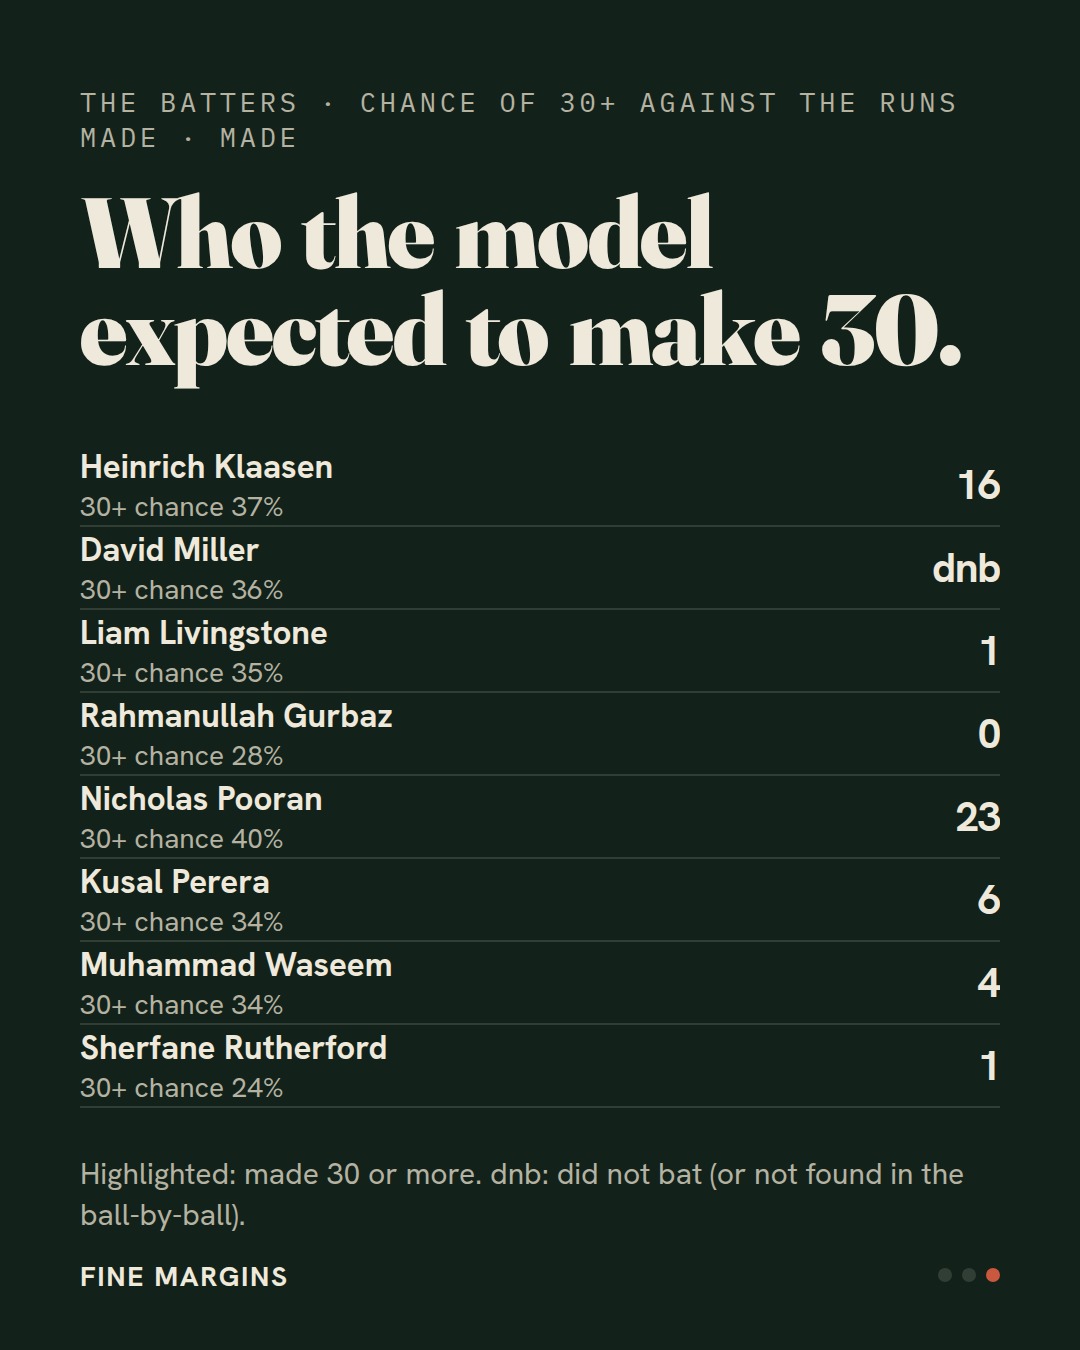 THE BATTERS · CHANCE OF 30+ AGAINST THE RUNS
MADE · MADE
Who the model
expected to make 30.
Heinrich Klaasen
30+ chance 37%
16
David Miller
30+ chance 36%
dnb
Liam Livingstone
30+ chance 35%
1
Rahmanullah Gurbaz
30+ chance 28%
0
Nicholas Pooran
30+ chance 40%
23
Kusal Perera
30+ chance 34%
6
Muhammad Waseem
30+ chance 34%
4
Sherfane Rutherford
30+ chance 24%
1
Highlighted: made 30 or more. dnb: did not bat (or not found in the
ball-by-ball).
FINE MARGINS